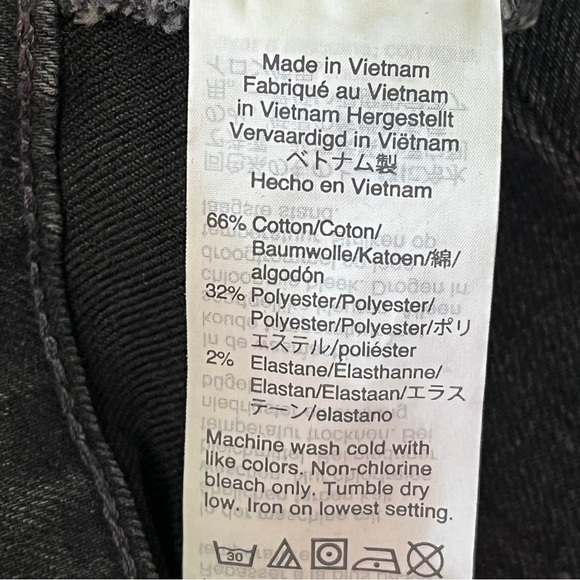 Made in Vietnam
Fabriqué au Vietnam
in Vietnam Hergestellt
Vervaardigd in Viëtnam
ベトナム製
Hecho en Vietnam
66% Cotton/Coton/
Baumwolle/Katoen/綿/
algodón
32% Polyester/Polyester/
Polyester/Polyester/ポリ
エステル/poliéster
2% Elastane/Élasthanne/
Elastan/Elastaan/エラス
テーン/elastano
Machine wash cold with
like colors. Non-chlorine
bleach only. Tumble dry
low. Iron on lowest setting.
30